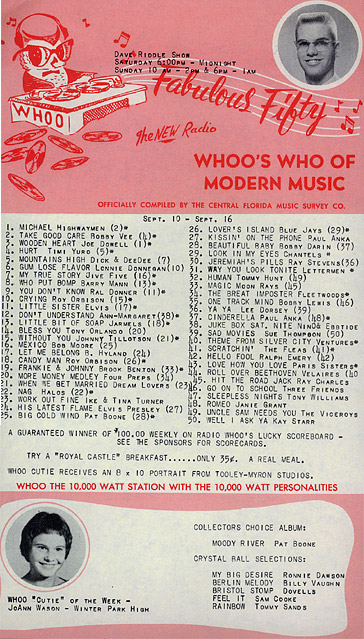 Dave Riddle Show
Saturday 6:00pm - Midnight
Sunday 10 am - 2pm & 6pm - 1am
WHOO
Fabulous Fifty
the NEW Radio
WHOO'S WHO OF
MODERN MUSIC
OFFICIALLY COMPILED BY THE CENTRAL FLORIDA MUSIC SURVEY CO.
Sept. 10 - Sept. 16
1. MICHAEL Highwaymen (2)*
2. TAKE GOOD CARE Bobby Vee (4)*
3. WOODEN HEART Joe Dowell (1)*
4. HURT Timi Yuro (5)*
5. MOUNTAINS HIGH Dick & DeeDee (7)
6. GUM LOSE FLAVOR Lonnie Donnegan(10)
7. MY TRUE STORY Jive Five (16)*
8. WHO PUT BOMP Barry Mann (13)*
9. YOU DON'T KNOW Ral Donner (11)*
10. CRYING Roy Orbison (15)*
11. LITTLE SISTER Elvis (17)*
12. DON'T UNDERSTAND Ann-Margaret(38)*
13. LITTLE BIT OF SOAP Jarmels (18)*
14. BLESS YOU Tony Orlando (20)
15. WITHOUT YOU Johnny Tillotson (21)*
16. MEXICO Bob Moore (25)
17. LET ME BELONG B. Hyland (24)
18. CANDY MAN Roy Orbison (26)*
19. FRANKIE & JOHNNY Brook Benton (33)*
20. MORE MONEY MEDLEY Four Preps (34)
21. WHEN WE GET MARRIED Dream Lovers (23)
22. NAG Halos (22)*
23. WORK OUT FINE Ike & Tina Turner
24. HIS LATEST FLAME Elvis Presley (27)
25. BIG COLD WIND Pat Boone (28)*
26. LOVER'S ISLAND Blue Jays (29)*
27. KISSIN' ON THE PHONE Paul Anka
28. BEAUTIFUL BABY Bobby Darin (37)
29. LOOK IN MY EYES Chantels *
30. JEREMIAH'S PILLS Ray Stevens(36)
31. WAY YOU LOOK TONITE Lettermen *
32. HUMAN Tommy Hunt (49)
33. MAGIC MOON Rays (45)
34. THE GREAT IMPOSTER Fleetwoods*
35. ONE TRACK MIND Bobby Lewis (46)
36. YA YA Lee Dorsey (39)
37. CINDERELLA Paul Anka (48)*
38. JUKE BOX SAT. NITE Nino& Ebbtides
39. SAD MOVIES Sue Thompson (50)
40. THEME FROM SILVER CITY Ventures*
41. SCRATCHIN' The Fleas (41)*
42. HELLO FOOL Ralph Emery (42)
43. LOVE HOW YOU LOVE Paris Sisters*
44. ROLL OVER BEETHOVEN Velaires (40)
45. HIT THE ROAD JACK Ray Charles
46. GO ON TO SCHOOL Three Friends
47. SLEEPLESS NIGHTS Tony Williams
48. ROMEO Janie Grant
49. UNCLE SAM NEEDS YOU The Viceroys
50. WELL I ASK YA Kay Starr
A GUARANTEED WINNER OF $100.00 WEEKLY ON RADIO WHOO'S LUCKY SCOREBOARD -
SEE THE SPONSORS FOR SCORECARDS.
TRY A "ROYAL CASTLE" BREAKFAST......ONLY 35¢. A REAL MEAL.
WHOO CUTIE RECEIVES AN 8 x 10 PORTRAIT FROM TOOLEY-MYRON STUDIOS.
WHOO THE 10,000 WATT STATION WITH THE 10,000 WATT PERSONALITIES
COLLECTORS CHOICE ALBUM:
MOODY RIVER Pat Boone
CRYSTAL BALL SELECTIONS:
MY BIG DESIRE Ronnie Dawson
BERLIN MELODY Billy Vaughn
BRISTOL STOMP Dovells
FEEL IT Sam Cooke
RAINBOW Tommy Sands
WHOO "Cutie" of the Week -
JoAnn Wason - Winter Park High